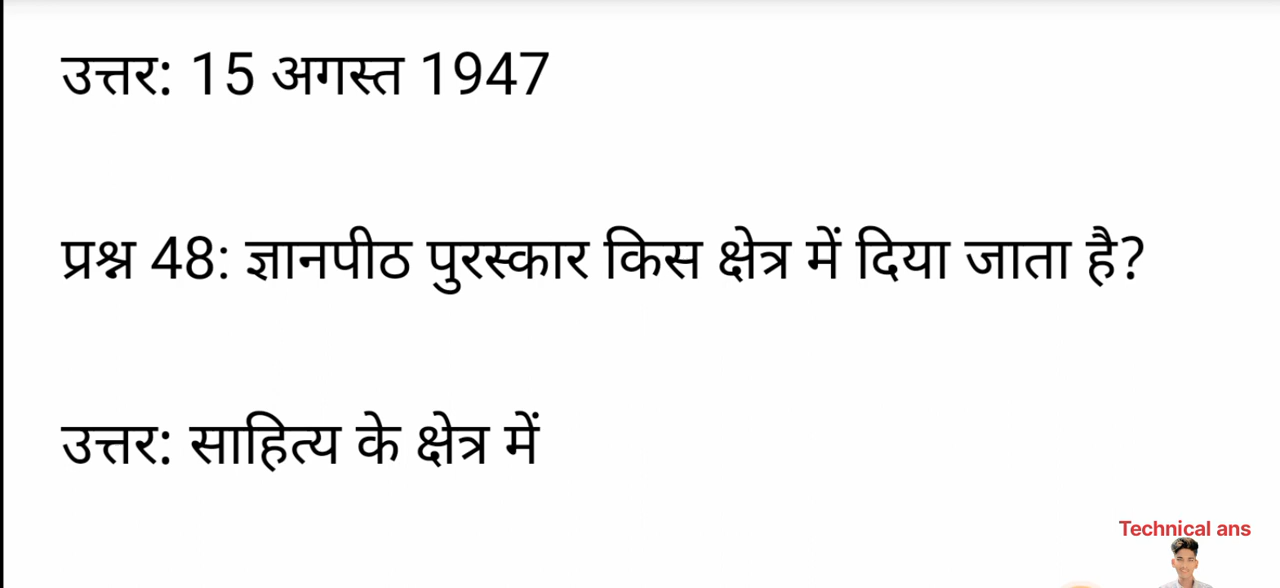 उत्तर: 15 अगस्त 1947
प्रश्न 48: ज्ञानपीठ पुरस्कार किस क्षेत्र में दिया जाता है?
उत्तर: साहित्य के क्षेत्र में
Technical ans